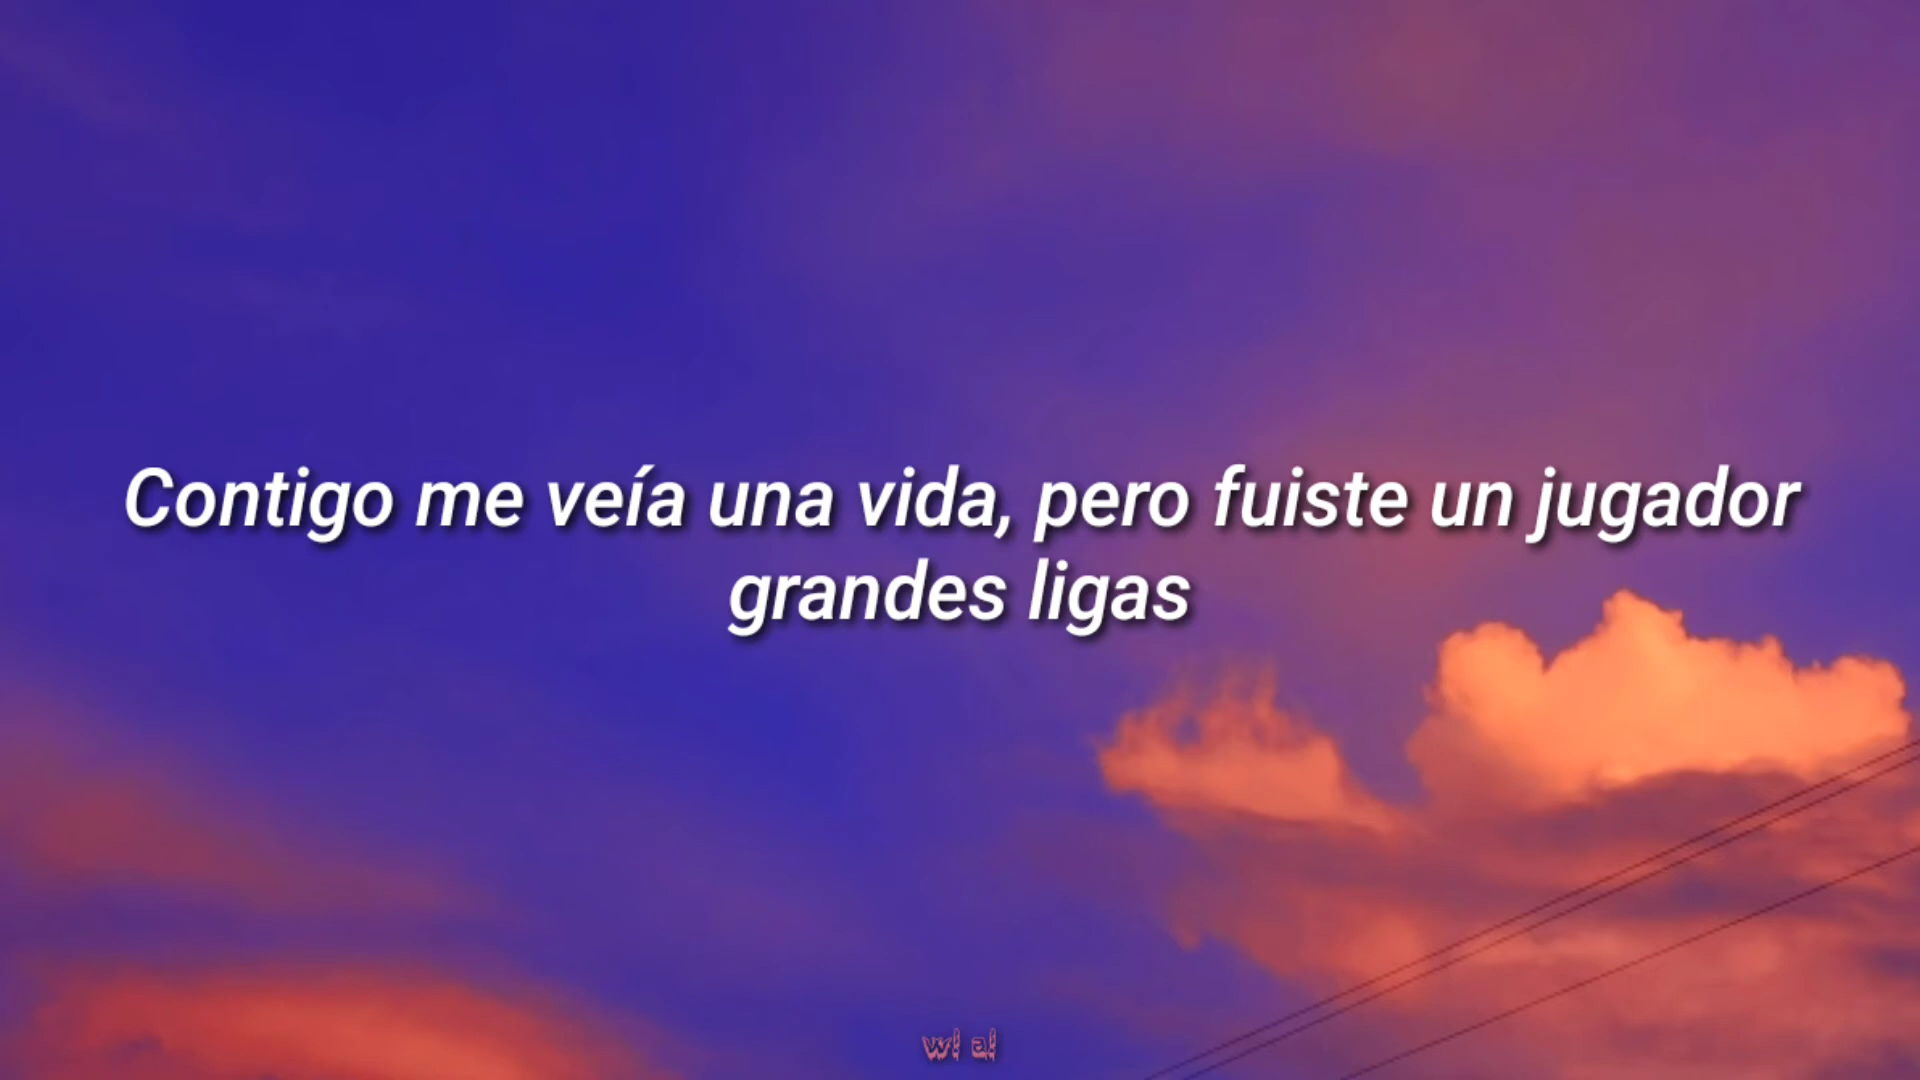 Contigo me veía una vida, pero fuiste un jugador
grandes ligas
w! a!